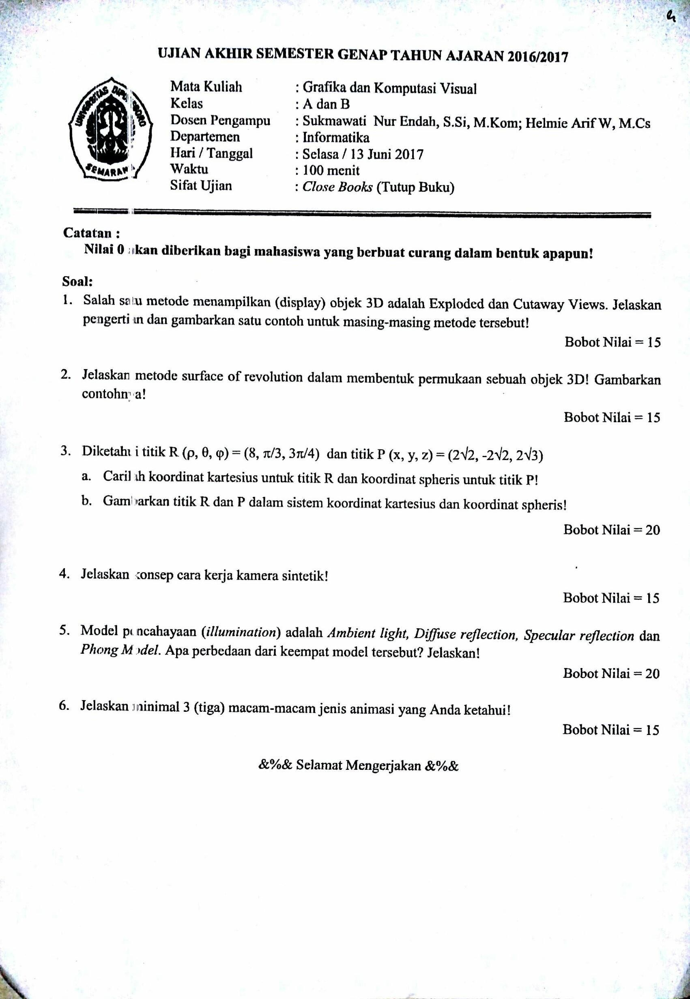 UJIAN AKHIR SEMESTER GENAP TAHUN AJARAN 2016/2017
UNIVERSITAS
SEMARAN
Mata Kuliah : Grafika dan Komputasi Visual
Kelas : A dan B
Dosen Pengampu : Sukmawati Nur Endah, S.Si, M.Kom; Helmie Arif W, M.Cs
Departemen : Informatika
Hari / Tanggal : Selasa / 13 Juni 2017
Waktu : 100 menit
Sifat Ujian : Close Books (Tutup Buku)
Catatan :
Nilai 0 akan diberikan bagi mahasiswa yang berbuat curang dalam bentuk apapun!
Soal:
1. Salah satu metode menampilkan (display) objek 3D adalah Exploded dan Cutaway Views. Jelaskan
pengertian dan gambarkan satu contoh untuk masing-masing metode tersebut!
Bobot Nilai = 15
2. Jelaskan metode surface of revolution dalam membentuk permukaan sebuah objek 3D! Gambarkan
contohnya!
Bobot Nilai = 15
3. Diketahui titik R (ρ, θ, φ) = (8, π/3, 3π/4) dan titik P (x, y, z) = (2√2, -2√2, 2√3)
a. Carilah koordinat kartesius untuk titik R dan koordinat spheris untuk titik P!
b. Gambarkan titik R dan P dalam sistem koordinat kartesius dan koordinat spheris!
Bobot Nilai = 20
4. Jelaskan konsep cara kerja kamera sintetik!
Bobot Nilai = 15
5. Model pencahayaan (illumination) adalah Ambient light, Diffuse reflection, Specular reflection dan
Phong Model. Apa perbedaan dari keempat model tersebut? Jelaskan!
Bobot Nilai = 20
6. Jelaskan minimal 3 (tiga) macam-macam jenis animasi yang Anda ketahui!
Bobot Nilai = 15
&%& Selamat Mengerjakan &%&